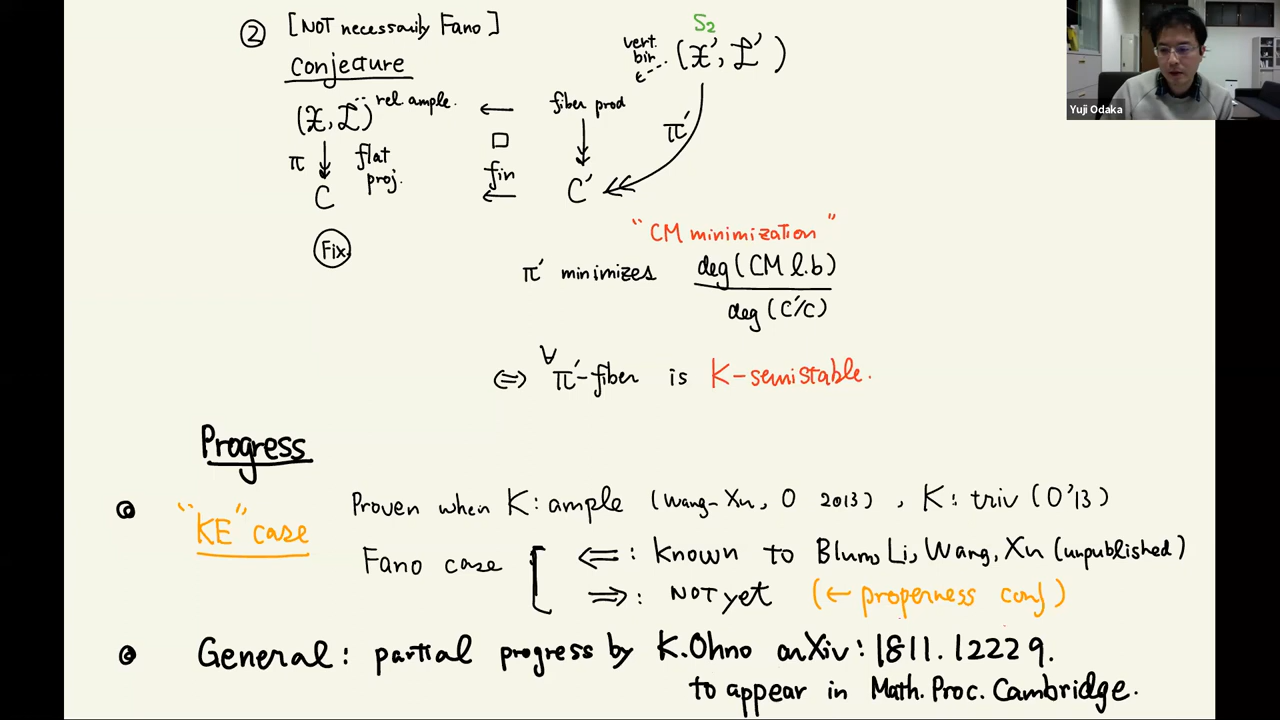 ② [NOT necessarily Fano]
Conjecture
S₂
vert. bir.
(𝒳', ℒ')
(𝒳, ℒ) rel ample. ← fiber prod
π flat proj. □ fin π'
C ← C'
Fix
"CM minimization"
π' minimizes deg(CM l.b) / deg(C'/C)
⇔ ∀ π'-fiber is K-semistable.
Progress
"KE" case
Proven when K: ample (Wang-Xu, O 2013), K: triv (O'13)
Fano case
⇐: known to Blum, Li, Wang, Xu (unpublished)
⇒: NOT yet (← properness conj)
General: partial progress by K.Ohno arXiv: 1811.12229.
to appear in Math. Proc. Cambridge.
Yuji Odaka